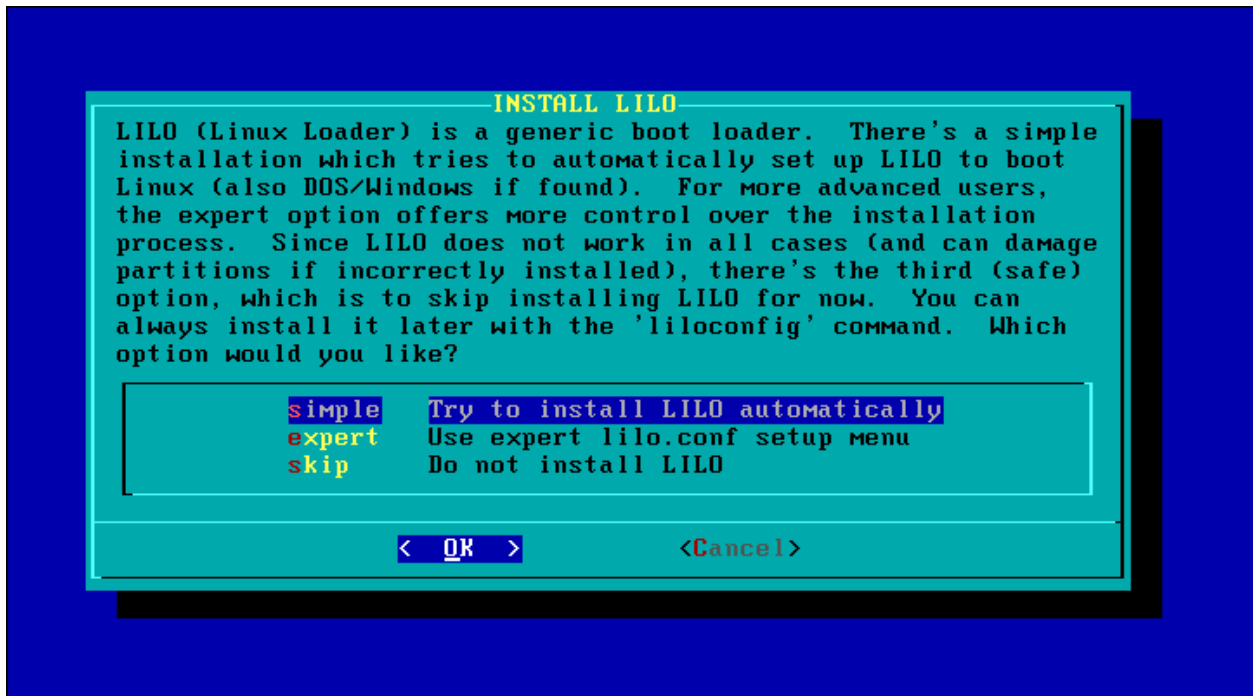 INSTALL LILO
LILO (Linux Loader) is a generic boot loader.  There's a simple
installation which tries to automatically set up LILO to boot
Linux (also DOS/Windows if found).  For more advanced users,
the expert option offers more control over the installation
process.  Since LILO does not work in all cases (and can damage
partitions if incorrectly installed), there's the third (safe)
option, which is to skip installing LILO for now.  You can
always install it later with the 'liloconfig' command.  Which
option would you like?
simple   Try to install LILO automatically
expert   Use expert lilo.conf setup menu
skip     Do not install LILO
<  OK  >          <Cancel>